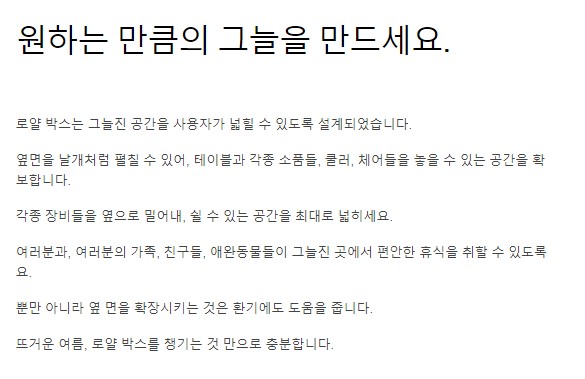 원하는 만큼의 그늘을 만드세요.
로얄 박스는 그늘진 공간을 사용자가 넓힐 수 있도록 설계되었습니다.
옆면을 날개처럼 펼칠 수 있어, 테이블과 각종 소품들, 쿨러, 체어들을 놓을 수 있는 공간을 확
보합니다.
각종 장비들을 옆으로 밀어내, 쉴 수 있는 공간을 최대로 넓히세요.
여러분과, 여러분의 가족, 친구들, 애완동물들이 그늘진 곳에서 편안한 휴식을 취할 수 있도록
요.
뿐만 아니라 옆 면을 확장시키는 것은 환기에도 도움을 줍니다.
뜨거운 여름, 로얄 박스를 챙기는 것 만으로 충분합니다.